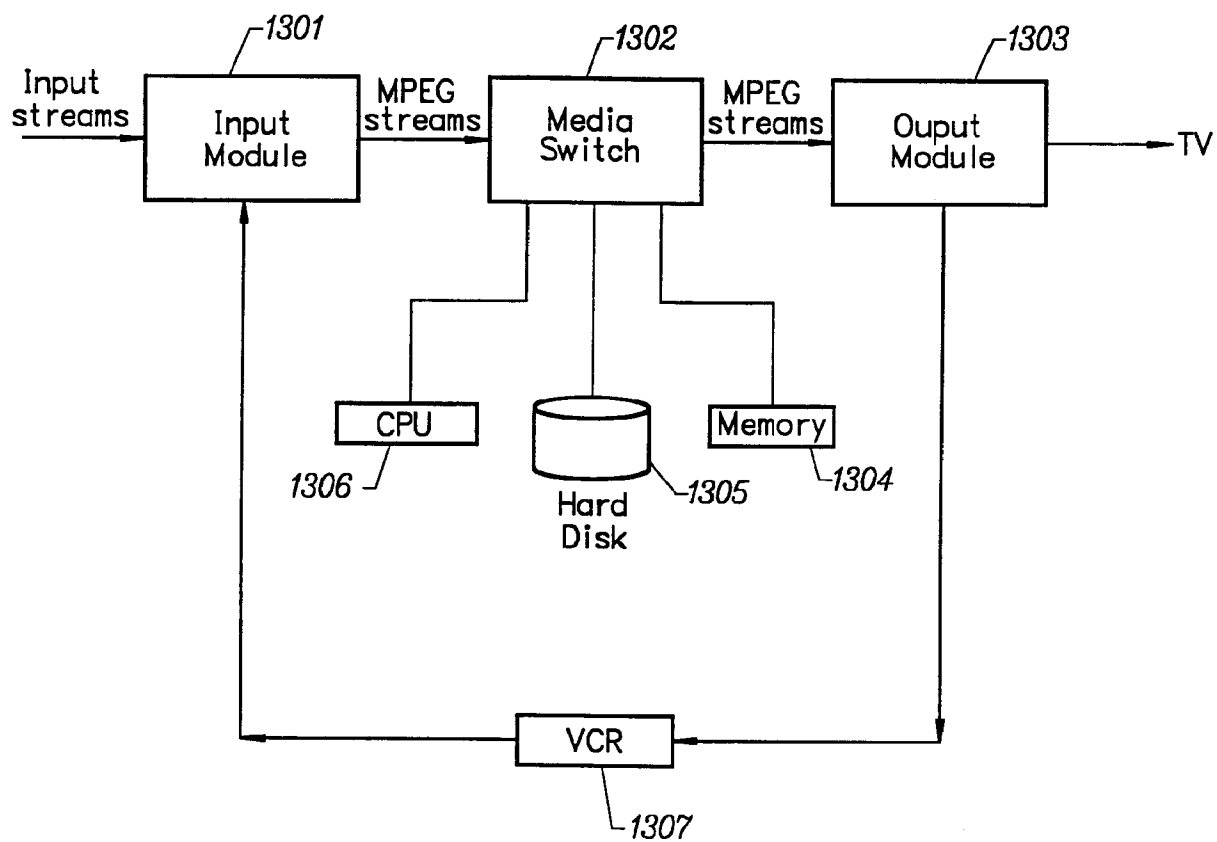 1301
1302
1303
Input
streams
Input
Module
MPEG
streams
Media
Switch
MPEG
streams
Ouput
Module
TV
CPU
1306
Hard
Disk
1305
Memory
1304
VCR
1307